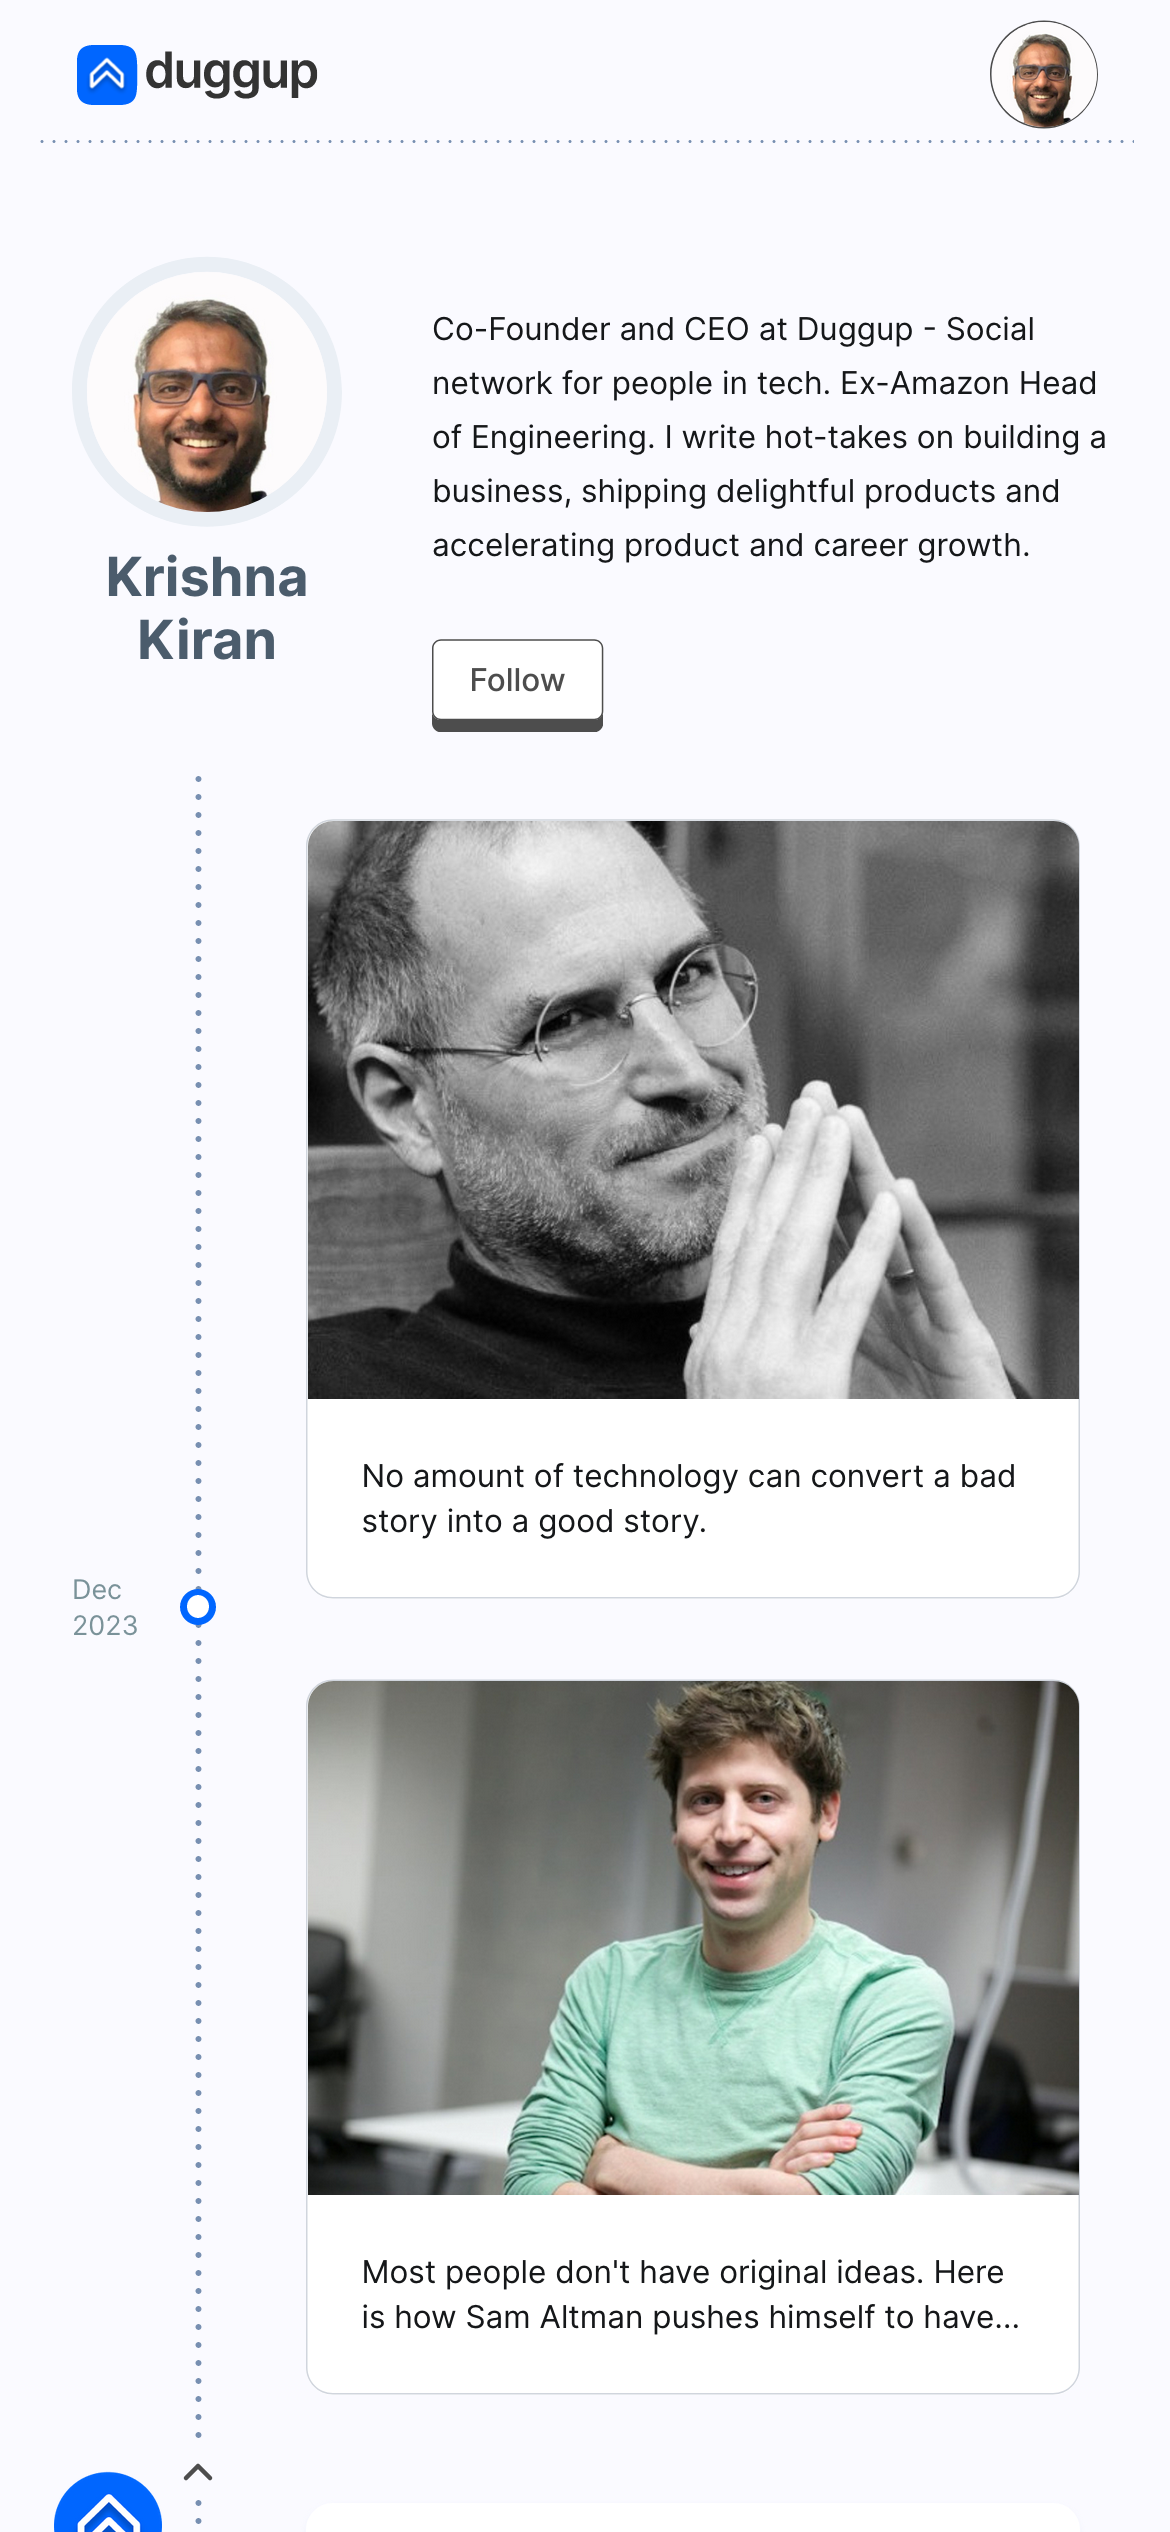 duggup
Co-Founder and CEO at Duggup - Social
network for people in tech. Ex-Amazon Head
of Engineering. I write hot-takes on building a
business, shipping delightful products and
accelerating product and career growth.
Krishna
Kiran
Follow
No amount of technology can convert a bad
story into a good story.
Dec
2023
Most people don't have original ideas. Here
is how Sam Altman pushes himself to have...